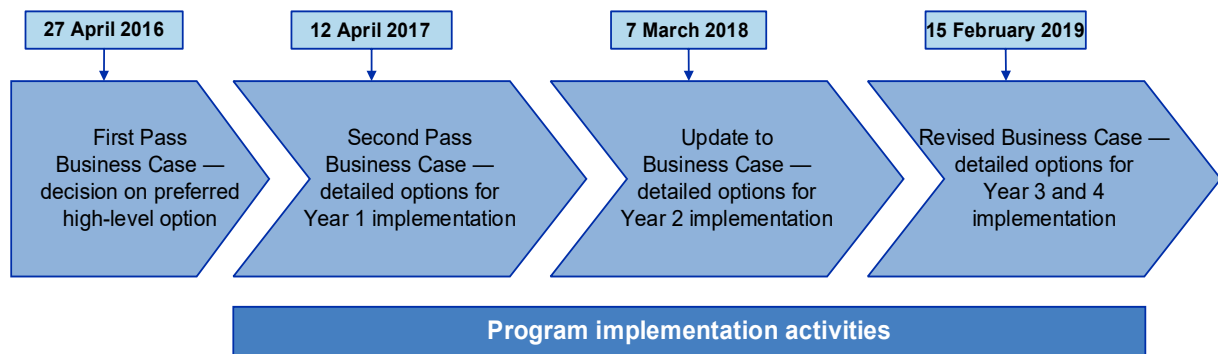 27 April 2016
12 April 2017
7 March 2018
15 February 2019
First Pass
Business Case —
decision on preferred
high-level option
Second Pass
Business Case —
detailed options for
Year 1 implementation
Update to
Business Case —
detailed options for
Year 2 implementation
Revised Business Case —
detailed options for
Year 3 and 4
implementation
Program implementation activities